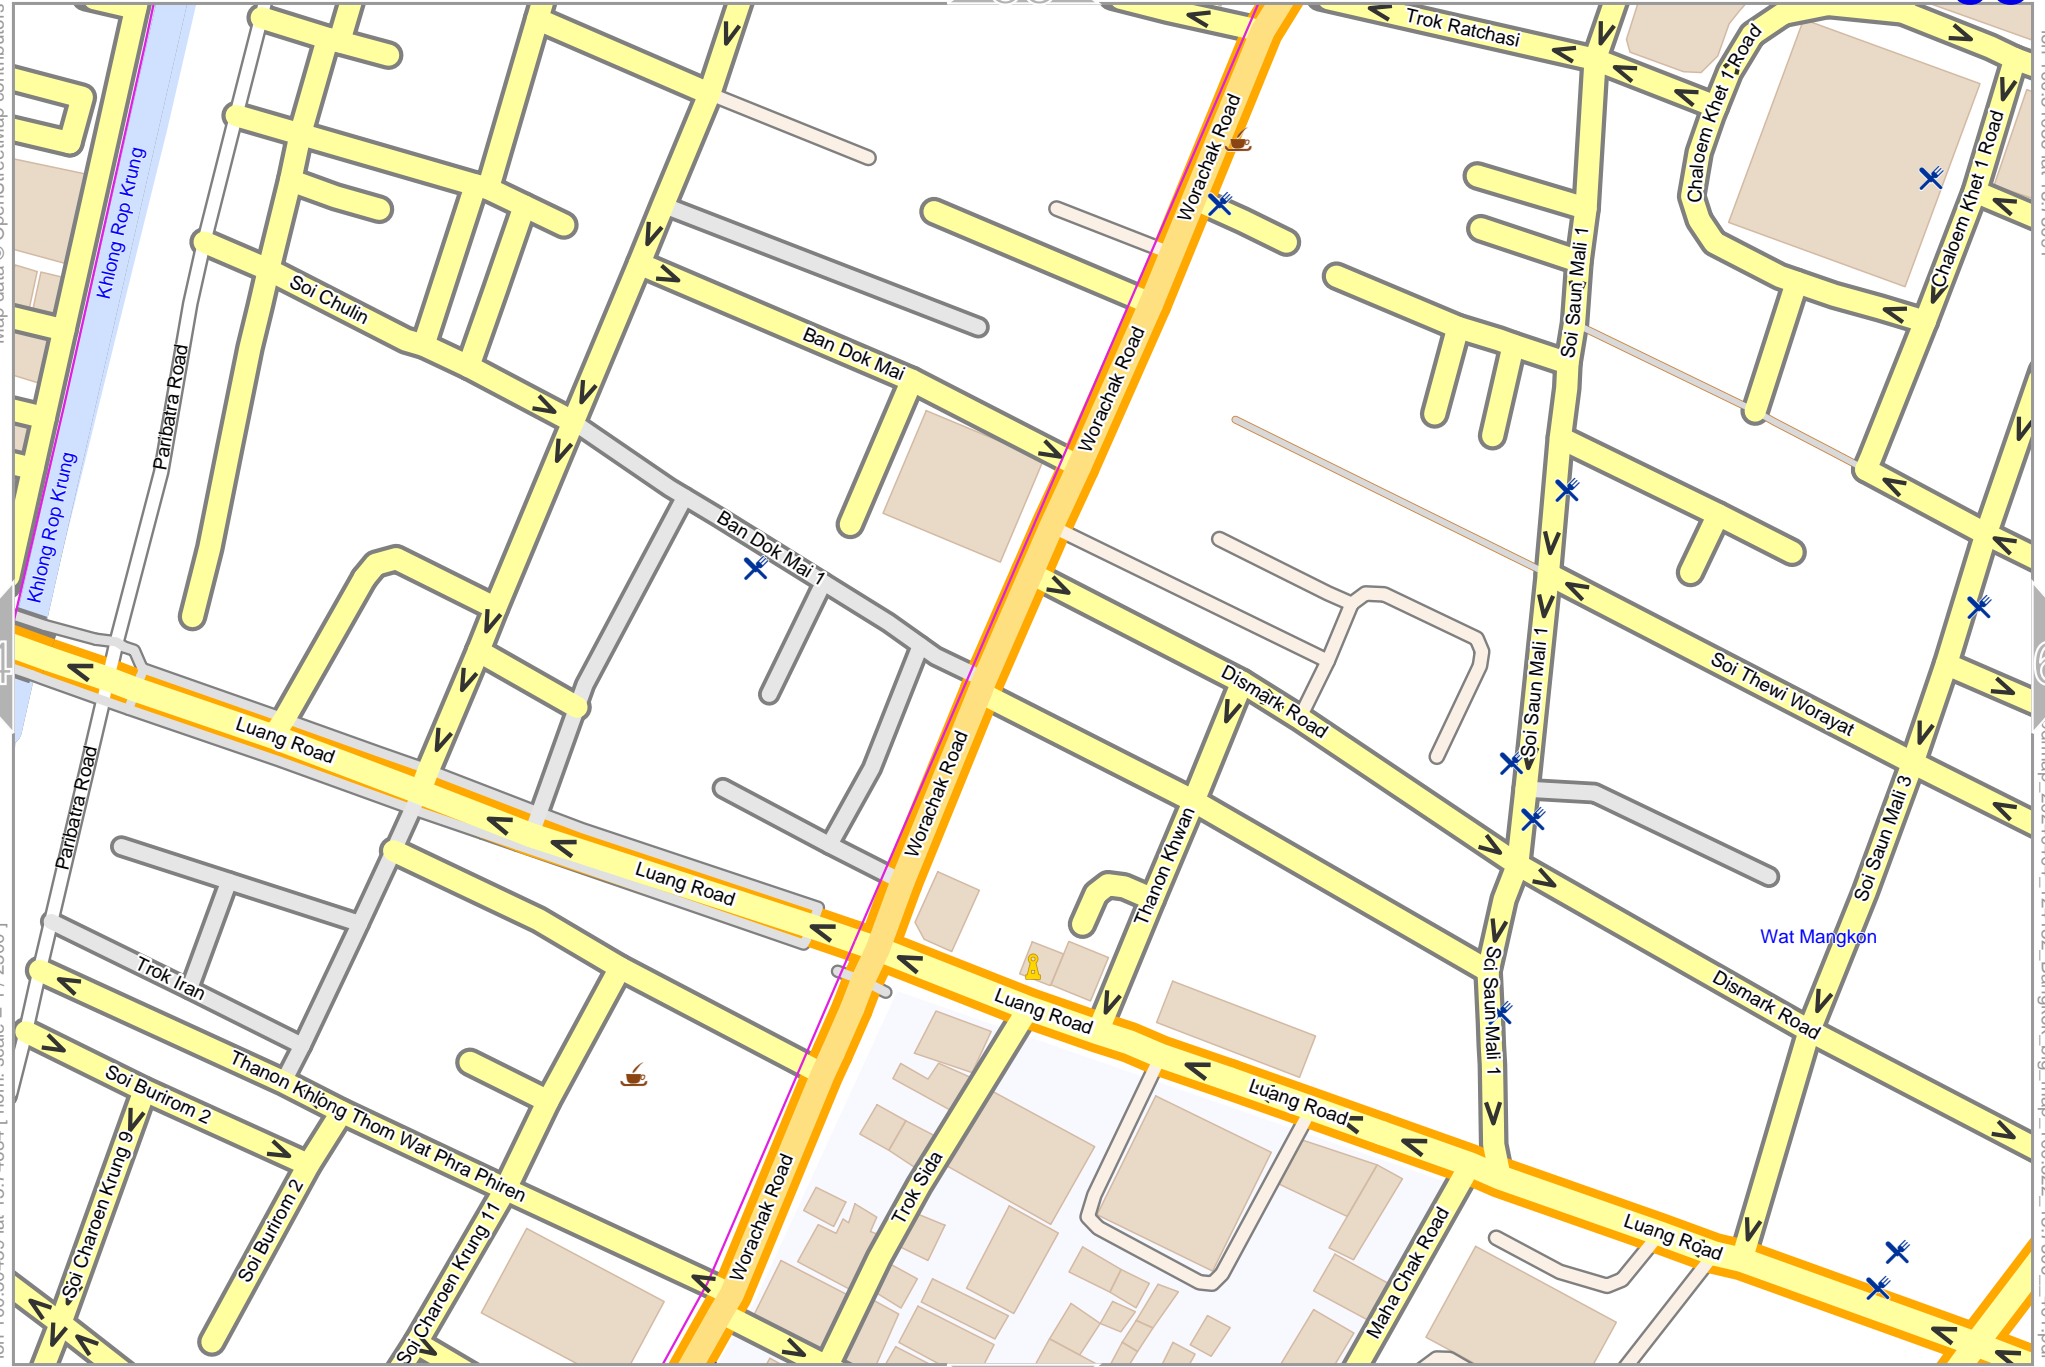 Trok Ratchasi
Chaloem Khet 1 Road
Chaloem Khet 1 Road
Worachak Road
Khlong Rop Krung
Soi Chulin
Soi Saun Mali 1
Ban Dok Mai
Worachak Road
Paribatra Road
Khlong Rop Krung
Ban Dok Mai 1
Soi Saun Mali 1
Soi Thewi Worayat
Dismark Road
Luang Road
Worachak Road
Paribatra Road
Thanon Khwan
Soi Saun Mali 3
Luang Road
Wat Mangkon
Trok Iran
Soi Saun Mali 1
Dismark Road
Luang Road
Soi Burirom 2
Thanon Khlong Thom Wat Phra Phiren
Luang Road
Soi Charoen Krung 9
Soi Burirom 2
Trok Sida
Worachak Road
Soi Charoen Krung 11
Luang Road
Maha Chak Road